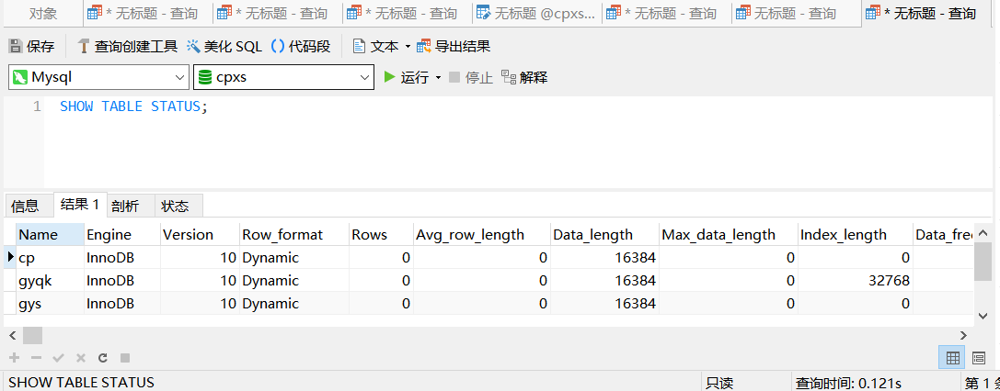 对象 * 无标题 - 查询 * 无标题 - 查询 * 无标题 - 查询 无标题 @cpxs... * 无标题 - 查询 无标题 - 查询 * 无标题 - 查询
保存 查询创建工具 美化 SQL () 代码段 文本 导出结果
Mysql cpxs 运行 停止 解释
1 SHOW TABLE STATUS;
信息 结果 1 剖析 状态
Name Engine Version Row_format Rows Avg_row_length Data_length Max_data_length Index_length Data_free
cp InnoDB 10 Dynamic 0 0 16384 0 0
gyqk InnoDB 10 Dynamic 0 0 16384 0 32768
gys InnoDB 10 Dynamic 0 0 16384 0 0
SHOW TABLE STATUS 只读 查询时间: 0.121s 第 1 条